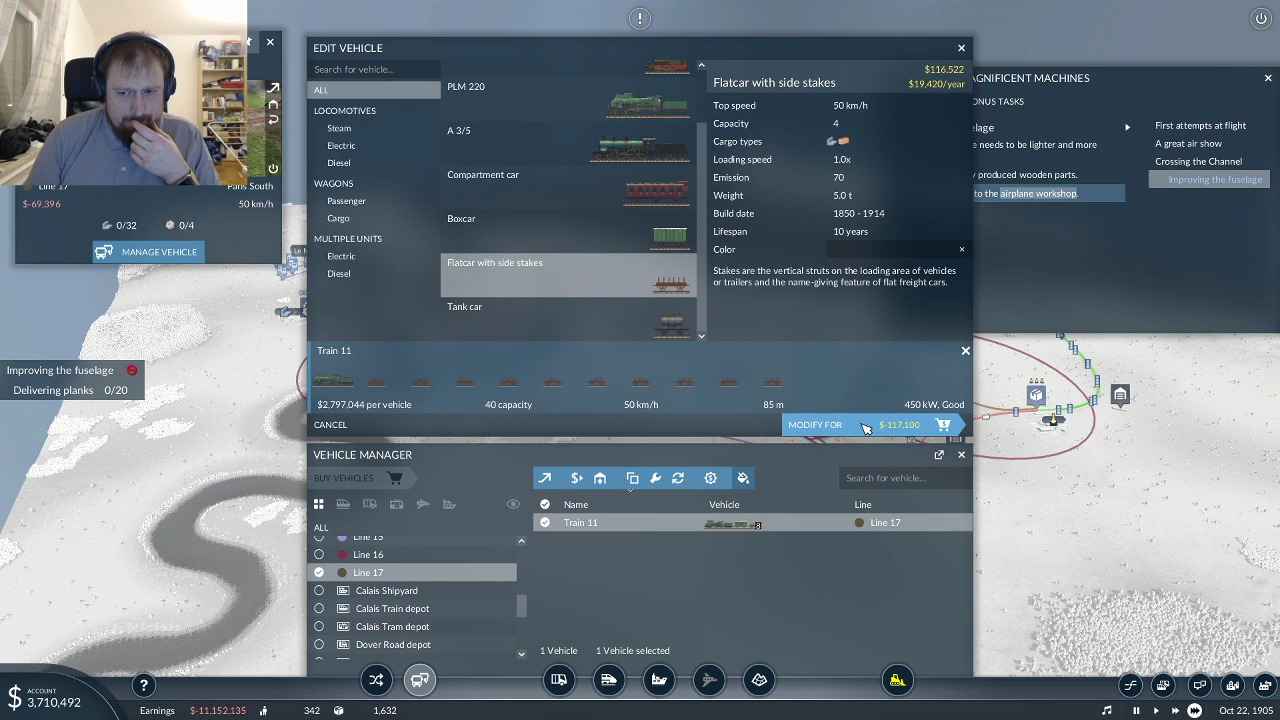 !
EDIT VEHICLE
Search for vehicle...
ALL
LOCOMOTIVES
Steam
Electric
Diesel
WAGONS
Passenger
Cargo
MULTIPLE UNITS
Electric
Diesel
PLM 220
A 3/5
Compartment car
Boxcar
Flatcar with side stakes
Tank car
$116,522
Flatcar with side stakes
$19,420/year
Top speed 50 km/h
Capacity 4
Cargo types
Loading speed 1.0x
Emission 70
Weight 5.0 t
Build date 1850 - 1914
Lifespan 10 years
Color
Stakes are the vertical struts on the loading area of vehicles
or trailers and the name-giving feature of flat freight cars.
Train 11
$2,797,044 per vehicle 40 capacity 50 km/h 85 m 450 kW, Good
CANCEL
MODIFY FOR $-117,100
Line 17 Paris South
$-69,396 50 km/h
0/32 0/4
MANAGE VEHICLE
Improving the fuselage
Delivering planks 0/20
AGNIFICENT MACHINES
ONUS TASKS
elage
e needs to be lighter and more
y produced wooden parts.
to the airplane workshop.
First attempts at flight
A great air show
Crossing the Channel
Improving the fuselage
VEHICLE MANAGER
BUY VEHICLES
Search for vehicle...
ALL
Line 15
Line 16
Line 17
Calais Shipyard
Calais Train depot
Calais Tram depot
Dover Road depot
Name Vehicle Line
Train 11 8 Line 17
1 Vehicle 1 Vehicle selected
$ ACCOUNT
3,710,492
?
Earnings $-11,152,135 342 1,632
Oct 22, 1905